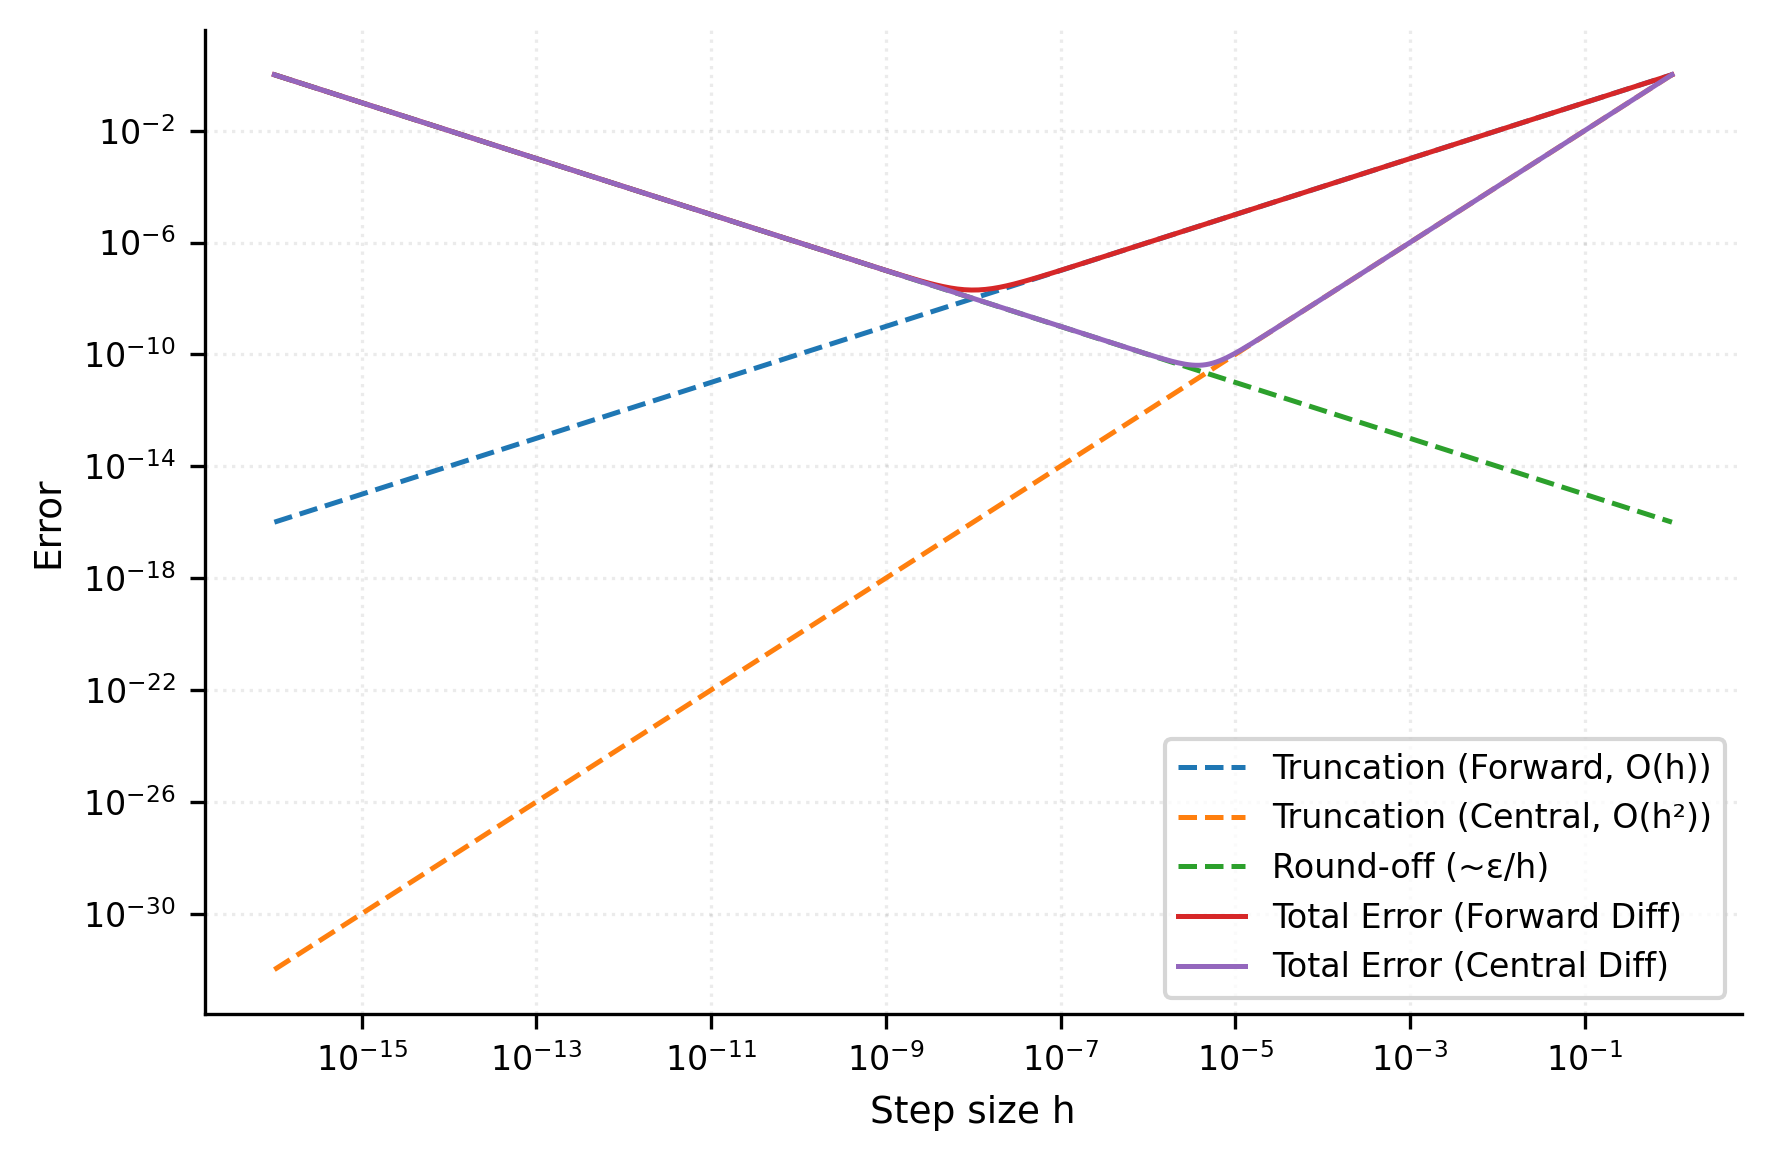 10⁻²
10⁻⁶
10⁻¹⁰
10⁻¹⁴
10⁻¹⁸
10⁻²²
10⁻²⁶
10⁻³⁰
Error
Truncation (Forward, O(h))
Truncation (Central, O(h²))
Round-off (~ε/h)
Total Error (Forward Diff)
Total Error (Central Diff)
10⁻¹⁵ 10⁻¹³ 10⁻¹¹ 10⁻⁹ 10⁻⁷ 10⁻⁵ 10⁻³ 10⁻¹
Step size h